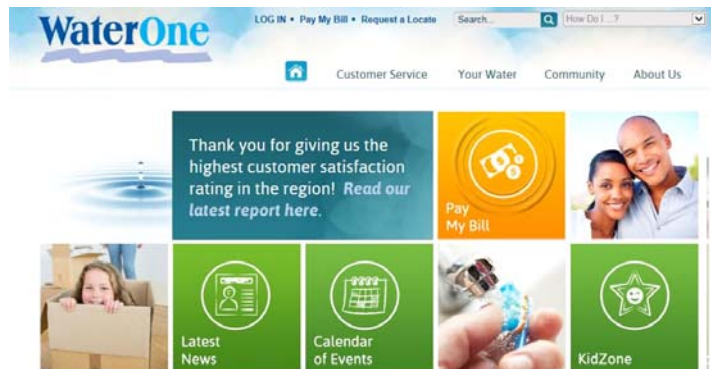 WaterOne
LOG IN • Pay My Bill • Request a Locate
Search...
How Do I ...?
Customer Service
Your Water
Community
About Us
Thank you for giving us the
highest customer satisfaction
rating in the region! Read our
latest report here.
Pay
My Bill
Latest
News
Calendar
of Events
KidZone